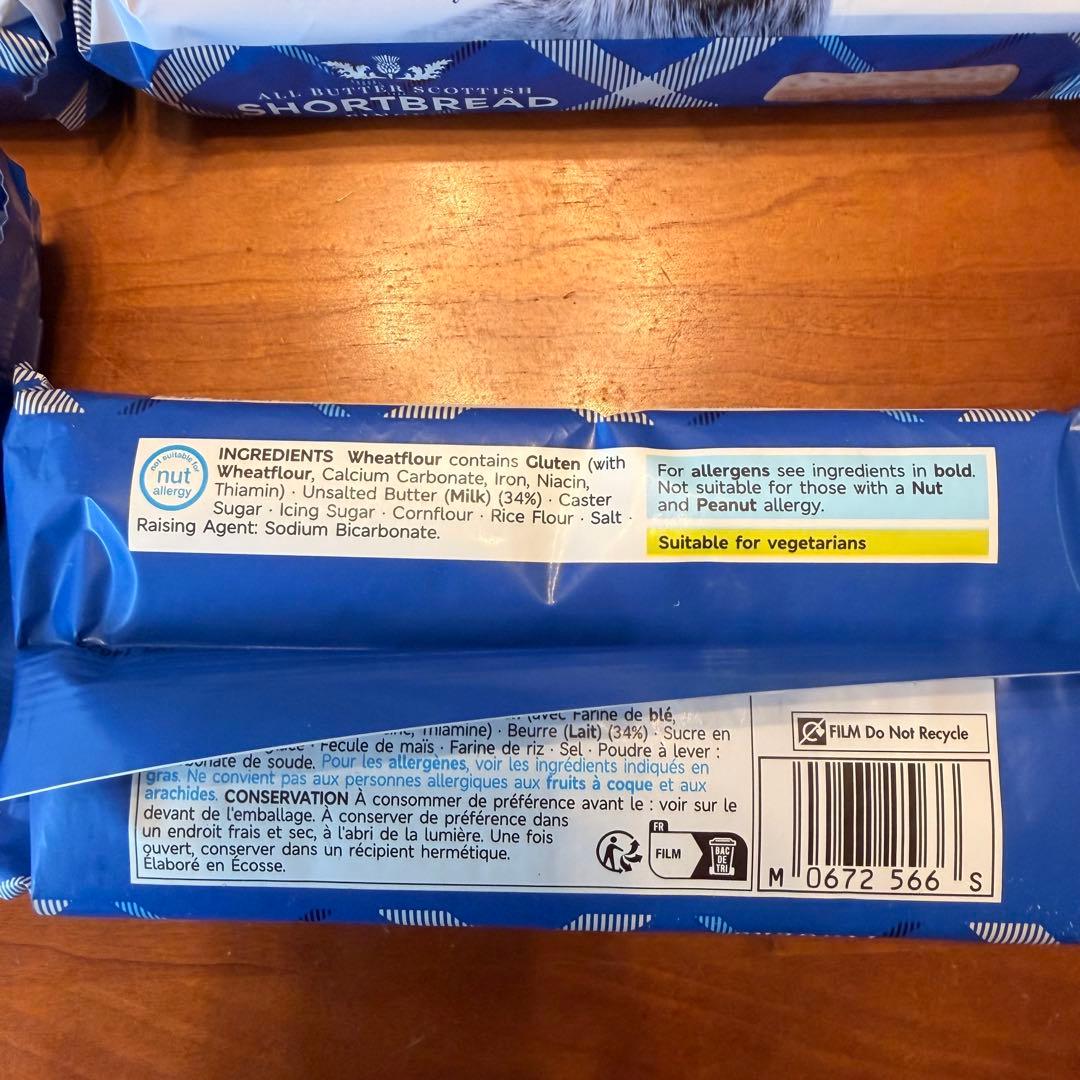 ALL BUTTER SCOTTISH
SHORTBREAD
not suitable for
nut
allergy
INGREDIENTS Wheatflour contains Gluten (with
Wheatflour, Calcium Carbonate, Iron, Niacin,
Thiamin) · Unsalted Butter (Milk) (34%) · Caster
Sugar · Icing Sugar · Cornflour · Rice Flour · Salt ·
Raising Agent: Sodium Bicarbonate.
For allergens see ingredients in bold.
Not suitable for those with a Nut
and Peanut allergy.
Suitable for vegetarians
(avec Farine de blé,
Thiamine) · Beurre (Lait) (34%) · Sucre en
· Fécule de maïs · Farine de riz · Sel · Poudre à lever :
de soude. Pour les allergènes, voir les ingrédients indiqués en
gras. Ne convient pas aux personnes allergiques aux fruits à coque et aux
arachides. CONSERVATION À consommer de préférence avant le : voir sur le
devant de l'emballage. À conserver de préférence dans
un endroit frais et sec, à l'abri de la lumière. Une fois
ouvert, conserver dans un récipient hermétique.
Élaboré en Écosse.
FR
FILM
BAC
DE
TRI
FILM Do Not Recycle
M 0672 566 S